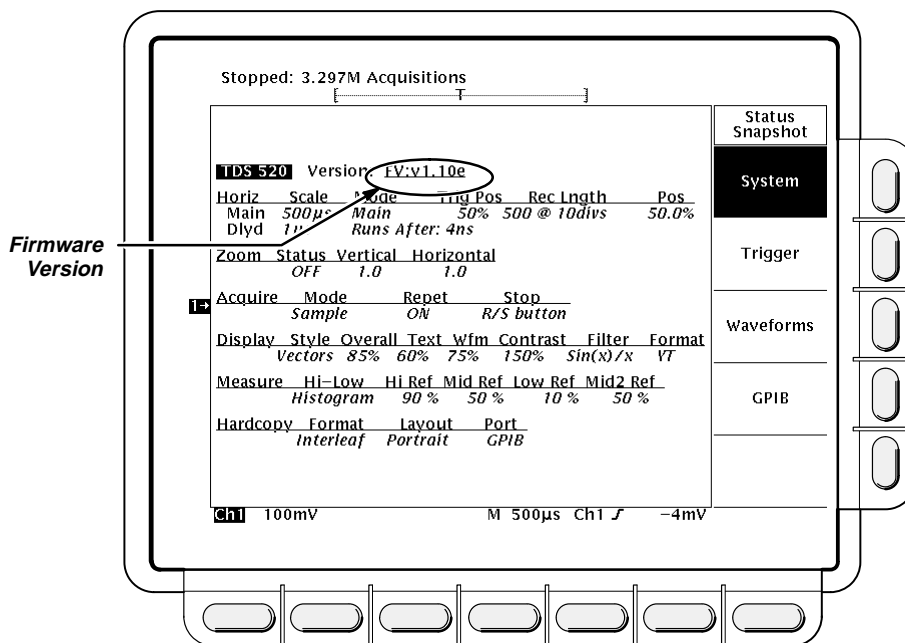 Stopped: 3.297M Acquisitions
T
Status
Snapshot
TDS 520 Version: FV:v1.10e
System
Horiz Scale Mode Trig Pos Rec Lngth Pos
Main 500µs Main 50% 500 @ 10divs 50.0%
Dlyd Runs After: 4ns
Firmware
Version
Zoom Status Vertical Horizontal
OFF 1.0 1.0
Trigger
1→
Acquire Mode Repet Stop
Sample ON R/S button
Waveforms
Display Style Overall Text Wfm Contrast Filter Format
Vectors 85% 60% 75% 150% Sin(x)/x YT
Measure Hi-Low Hi Ref Mid Ref Low Ref Mid2 Ref
Histogram 90 % 50 % 10 % 50 %
GPIB
Hardcopy Format Layout Port
Interleaf Portrait GPIB
Ch1 100mV M 500µs Ch1 ∫ -4mV